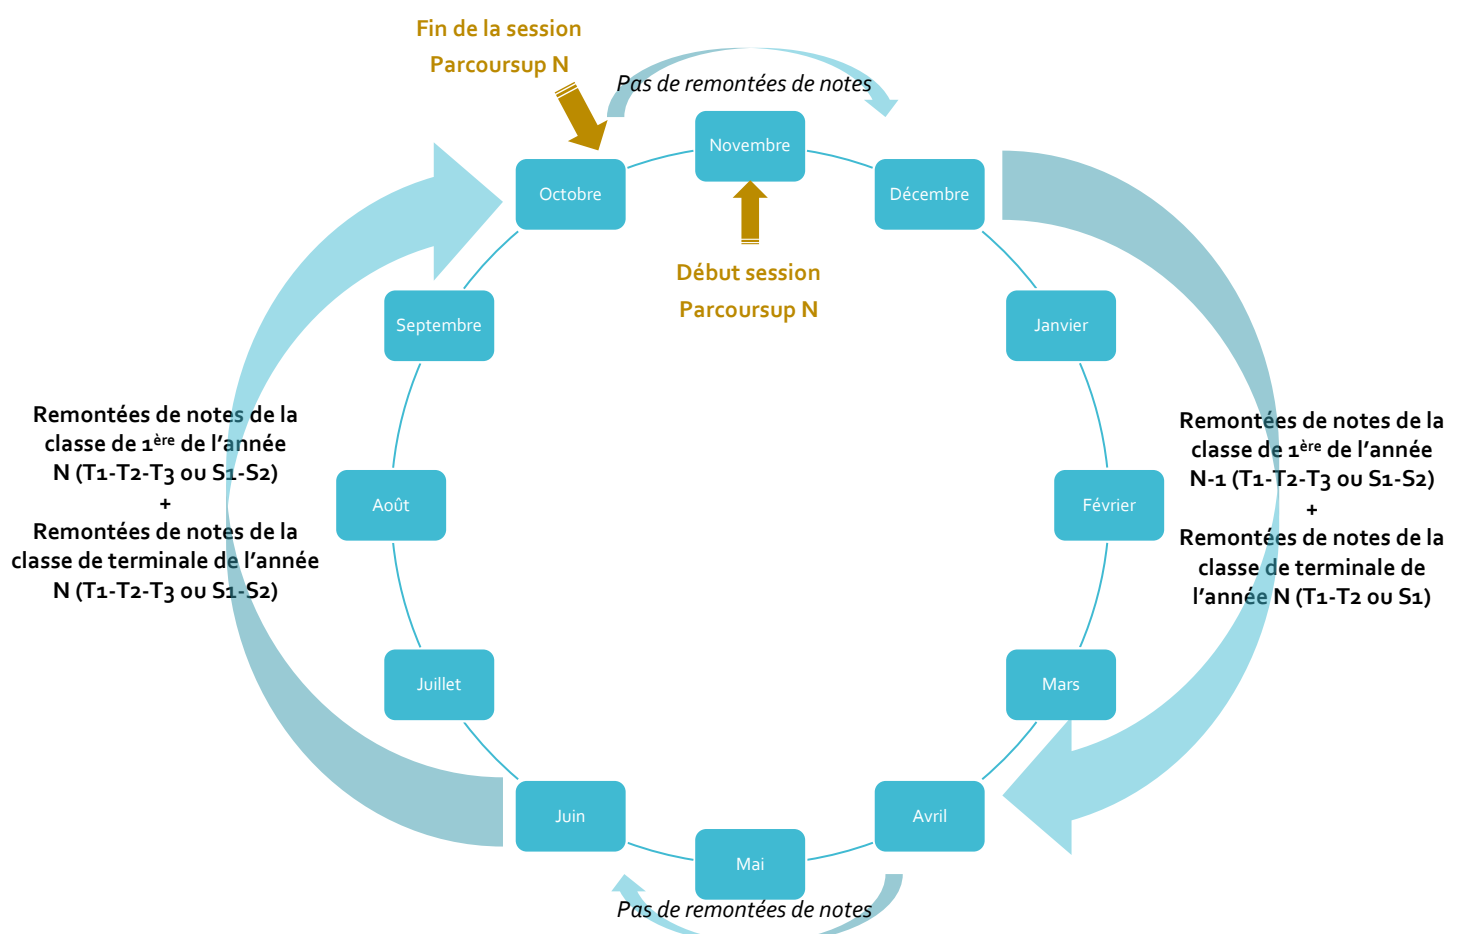 Fin de la session
Parcoursup N
Pas de remontées de notes
Novembre
Octobre
Décembre
Début session
Parcoursup N
Septembre
Janvier
Remontées de notes de la
classe de 1ère de l’année
N (T1-T2-T3 ou S1-S2)
+
Remontées de notes de la
classe de terminale de l’année
N (T1-T2-T3 ou S1-S2)
Août
Février
Remontées de notes de la
classe de 1ère de l’année
N-1 (T1-T2-T3 ou S1-S2)
+
Remontées de notes de la
classe de terminale de
l’année N (T1-T2 ou S1)
Juillet
Mars
Juin
Avril
Mai
Pas de remontées de notes